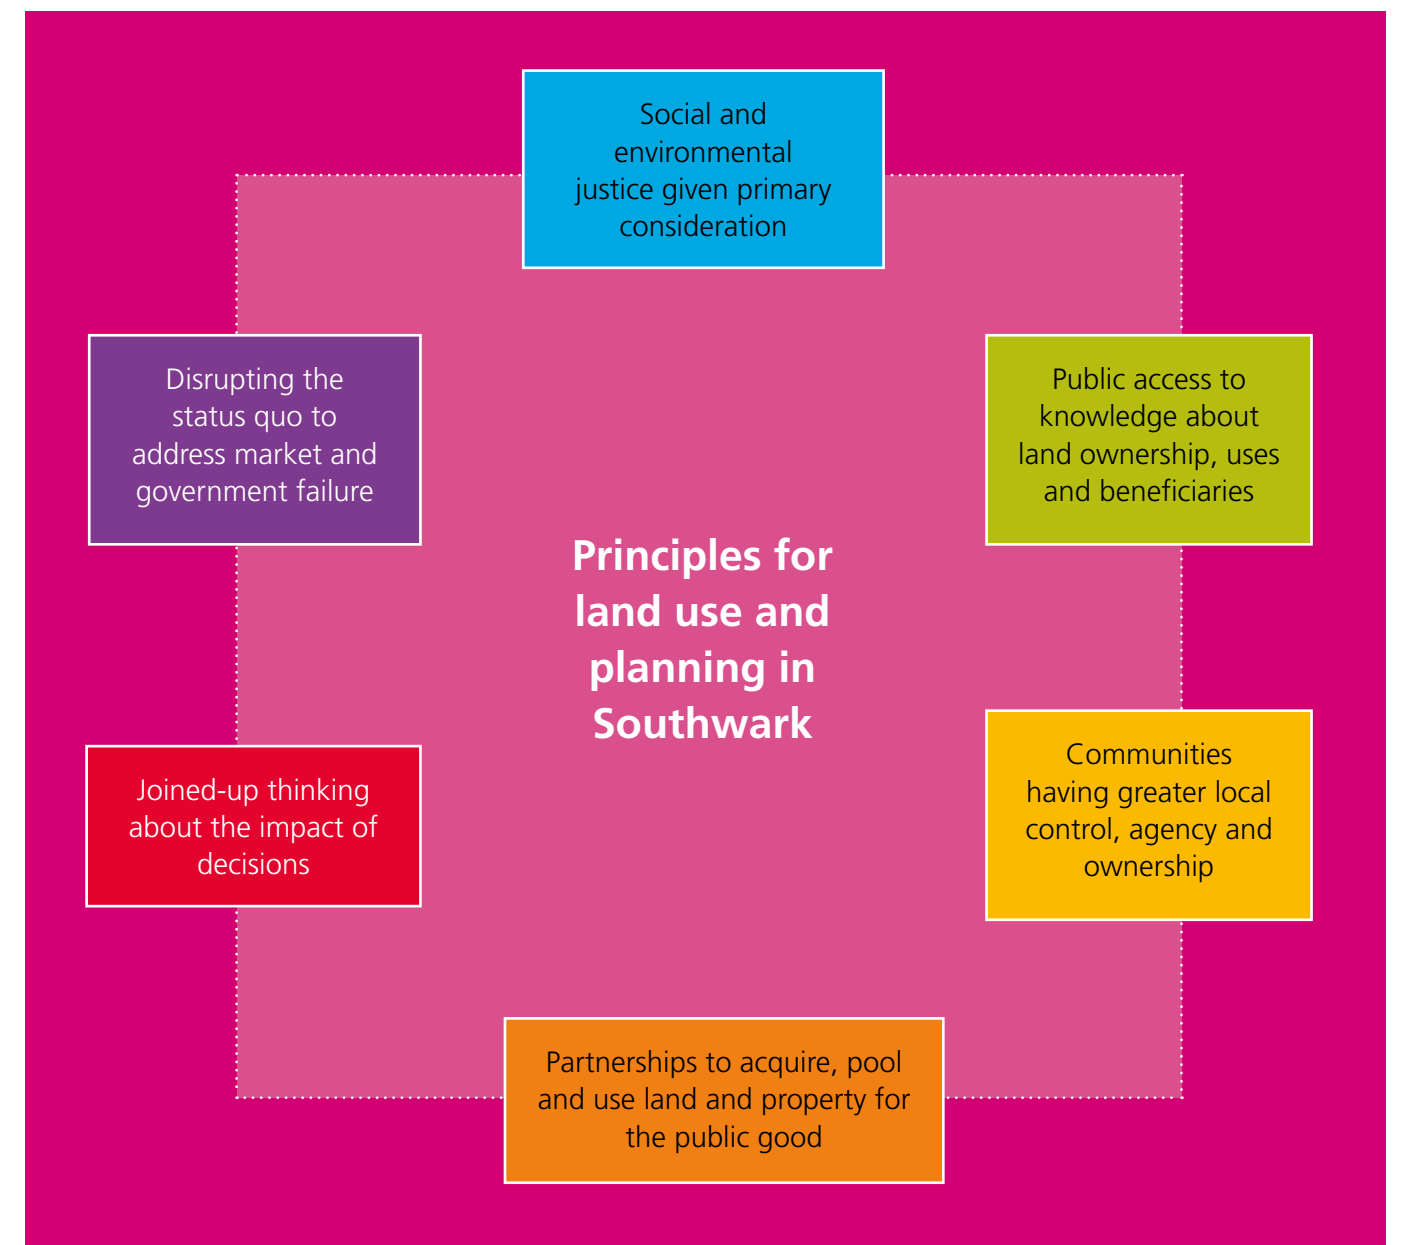 Social and
environmental
justice given primary
consideration
Disrupting the
status quo to
address market and
government failure
Public access to
knowledge about
land ownership, uses
and beneficiaries
Principles for
land use and
planning in
Southwark
Joined-up thinking
about the impact of
decisions
Communities
having greater local
control, agency and
ownership
Partnerships to acquire, pool
and use land and property for
the public good